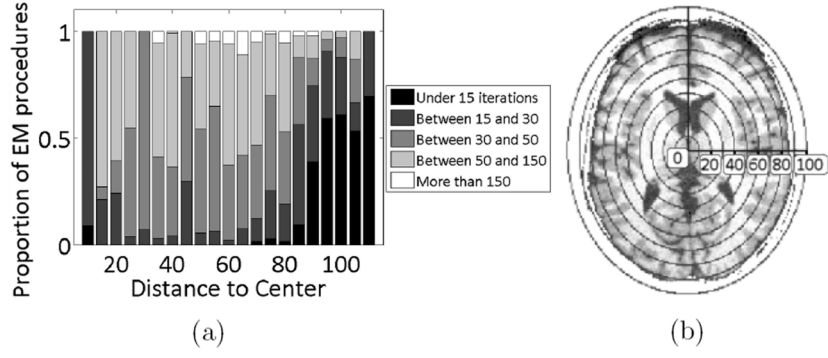 Proportion of EM procedures
1
0.5
0
20 40 60 80 100
Distance to Center
Under 15 iterations
Between 15 and 30
Between 30 and 50
Between 50 and 150
More than 150
(a)
0 20 40 60 80 100
(b)